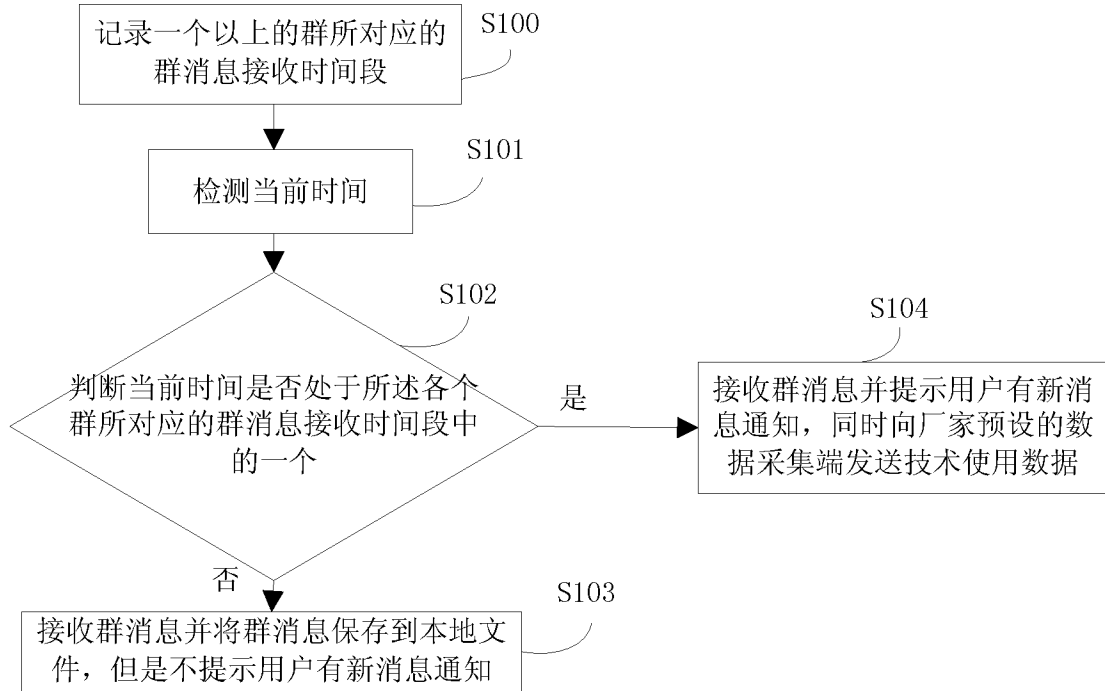 记录一个以上的群所对应的
群消息接收时间段
S100
检测当前时间
S101
S102
判断当前时间是否处于所述各个
群所对应的群消息接收时间段中
的一个
是
S104
接收群消息并提示用户有新消
息通知，同时向厂家预设的数
据采集端发送技术使用数据
否
S103
接收群消息并将群消息保存到本地文
件，但是不提示用户有新消息通知